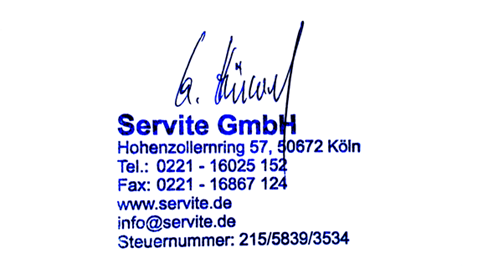 Servite GmbH
Hohenzollernring 57, 50672 Köln
Tel.: 0221 - 16025 152
Fax: 0221 - 16867 124
www.servite.de
info@servite.de
Steuernummer: 215/5839/3534